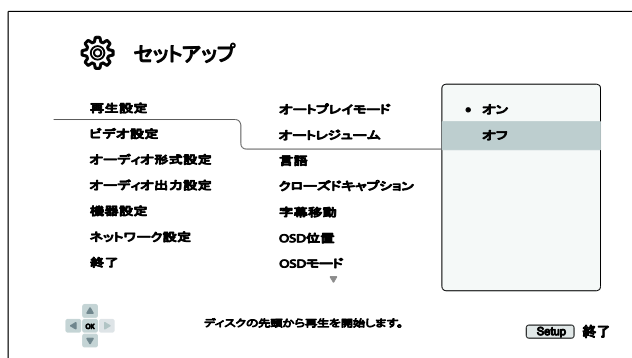 セットアップ
再生設定
ビデオ設定
オーディオ形式設定
オーディオ出力設定
機器設定
ネットワーク設定
終了
オートプレイモード
オートレジューム
言語
クローズドキャプション
字幕移動
OSD位置
OSDモード
• オン
オフ
OK
ディスクの先頭から再生を開始します。
Setup 終了